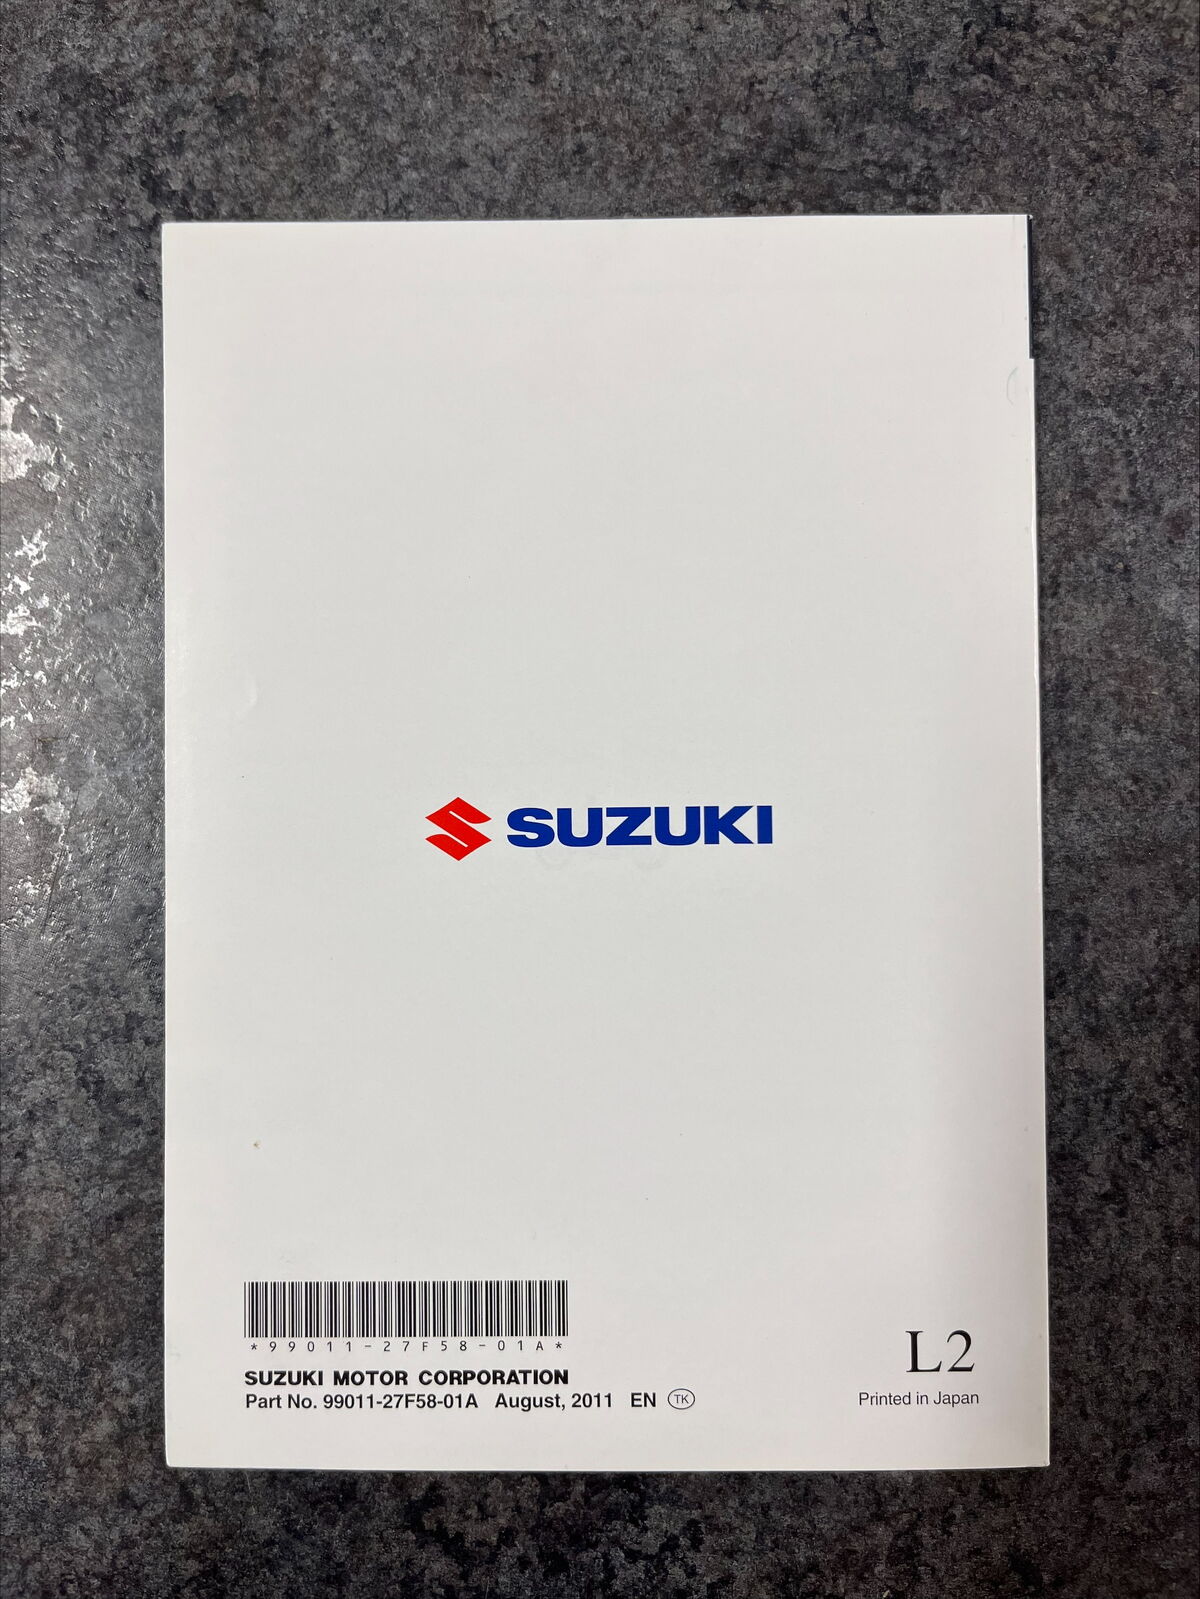 SUZUKI
*99011-27F58-01A*
SUZUKI MOTOR CORPORATION
Part No. 99011-27F58-01A August, 2011 EN TK
L2
Printed in Japan